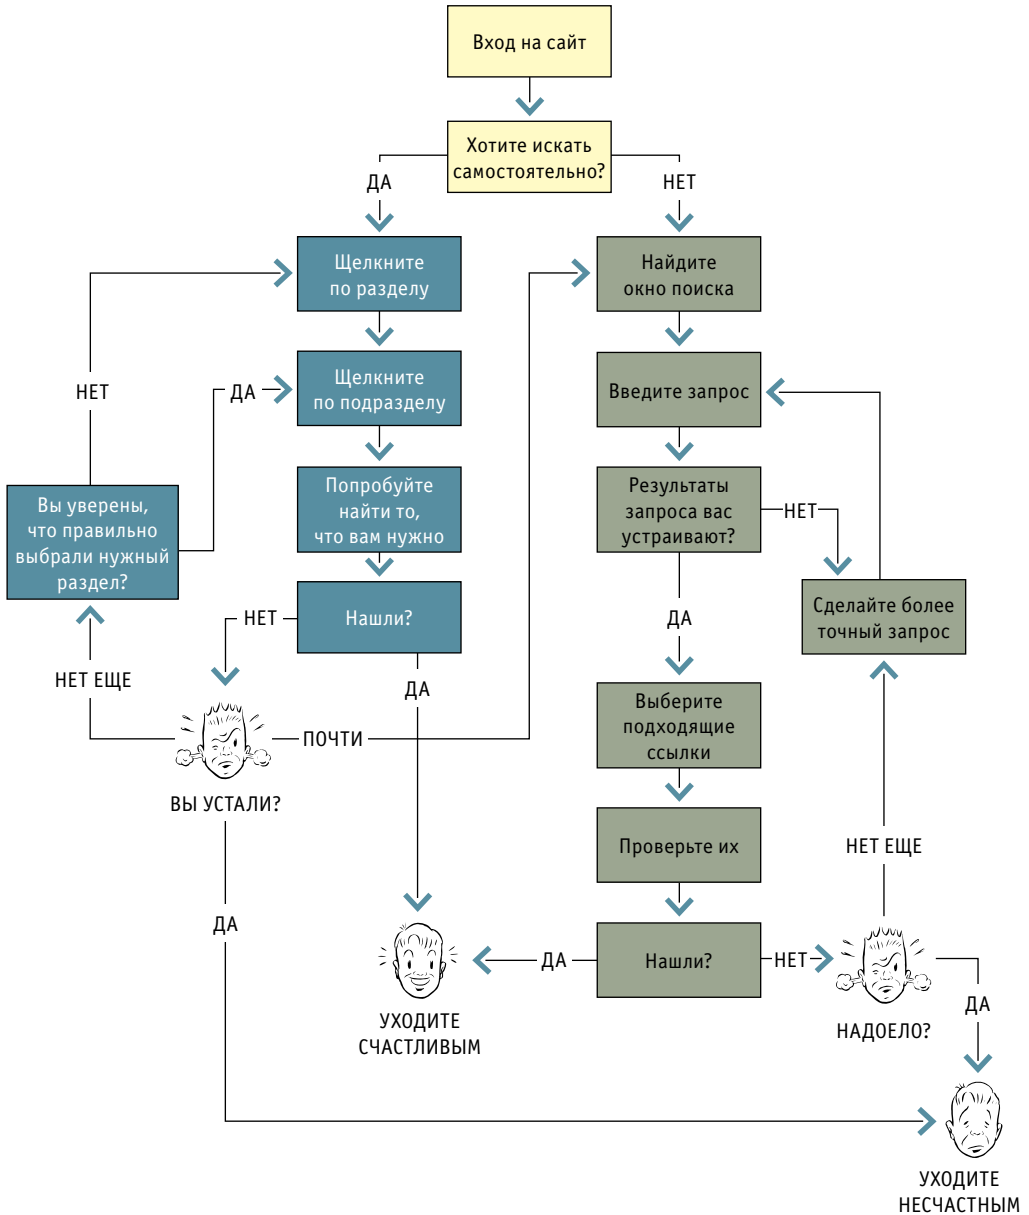 Вход на сайт
Хотите искать
самостоятельно?
ДА
НЕТ
Щелкните
по разделу
Найдите
окно поиска
НЕТ
ДА
Щелкните
по подразделу
Введите запрос
Вы уверены,
что правильно
выбрали нужный
раздел?
Попробуйте
найти то,
что вам нужно
Результаты
запроса вас
устраивают?
НЕТ
Сделайте более
точный запрос
НЕТ
Нашли?
ДА
НЕТ ЕЩЕ
ДА
Выберите
подходящие
ссылки
ПОЧТИ
ВЫ УСТАЛИ?
Проверьте их
НЕТ ЕЩЕ
ДА
ДА
Нашли?
НЕТ
УХОДИТЕ
СЧАСТЛИВЫМ
НАДОЕЛО?
ДА
УХОДИТЕ
НЕСЧАСТНЫМ